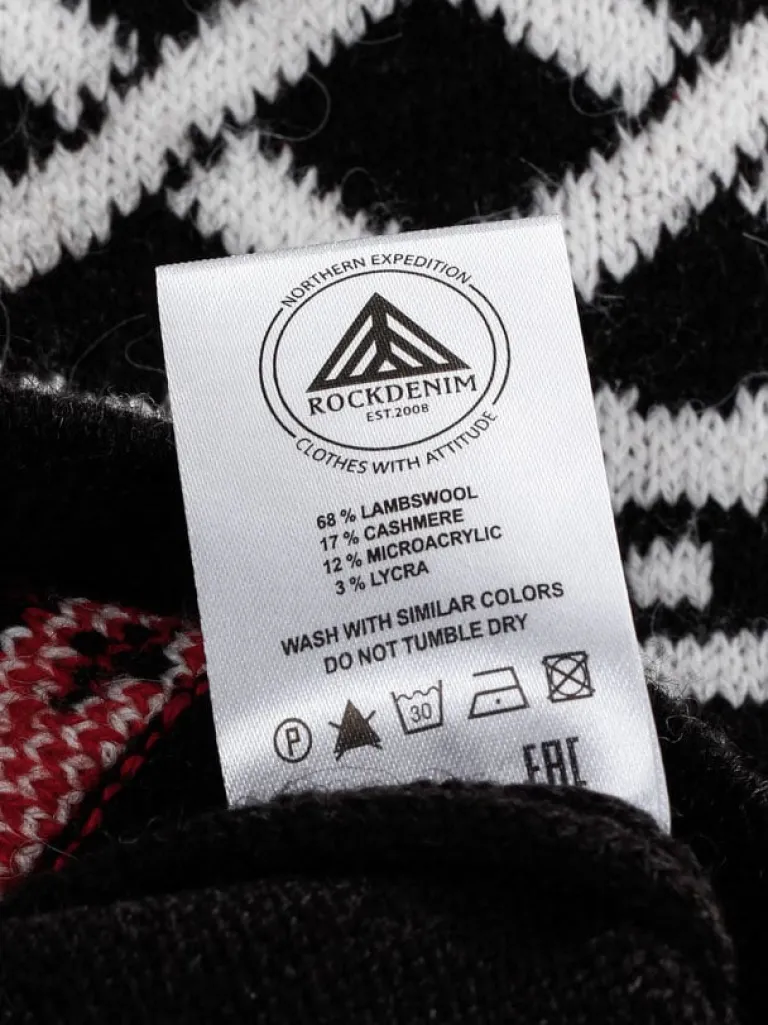 NORTHERN EXPEDITION
ROCKDENIM
EST.2008
CLOTHES WITH ATTITUDE
68 % LAMBSWOOL
17 % CASHMERE
12 % MICROACRYLIC
3 % LYCRA
WASH WITH SIMILAR COLORS
DO NOT TUMBLE DRY
P 30
EAC